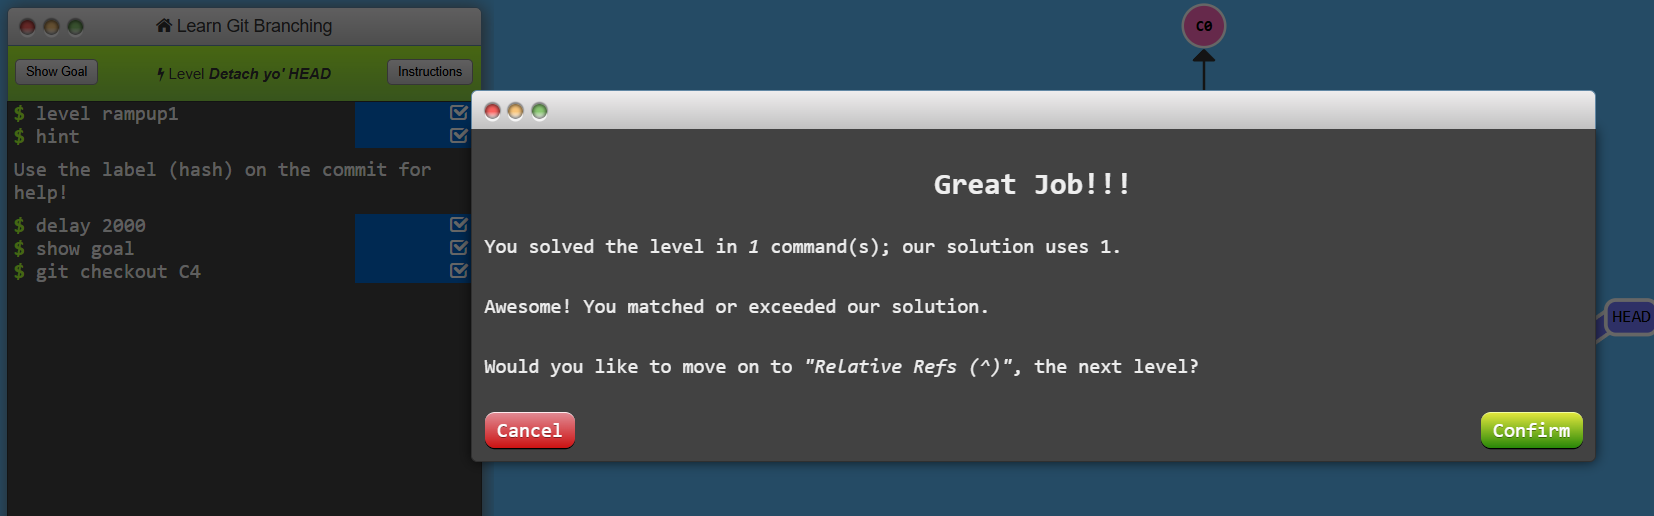 Learn Git Branching
Show Goal
Level Detach yo' HEAD
Instructions
$ level rampup1
$ hint
Use the label (hash) on the commit for
help!
$ delay 2000
$ show goal
$ git checkout C4
C0
Great Job!!!
You solved the level in 1 command(s); our solution uses 1.
Awesome! You matched or exceeded our solution.
Would you like to move on to "Relative Refs (^)", the next level?
Cancel
Confirm
HEAD